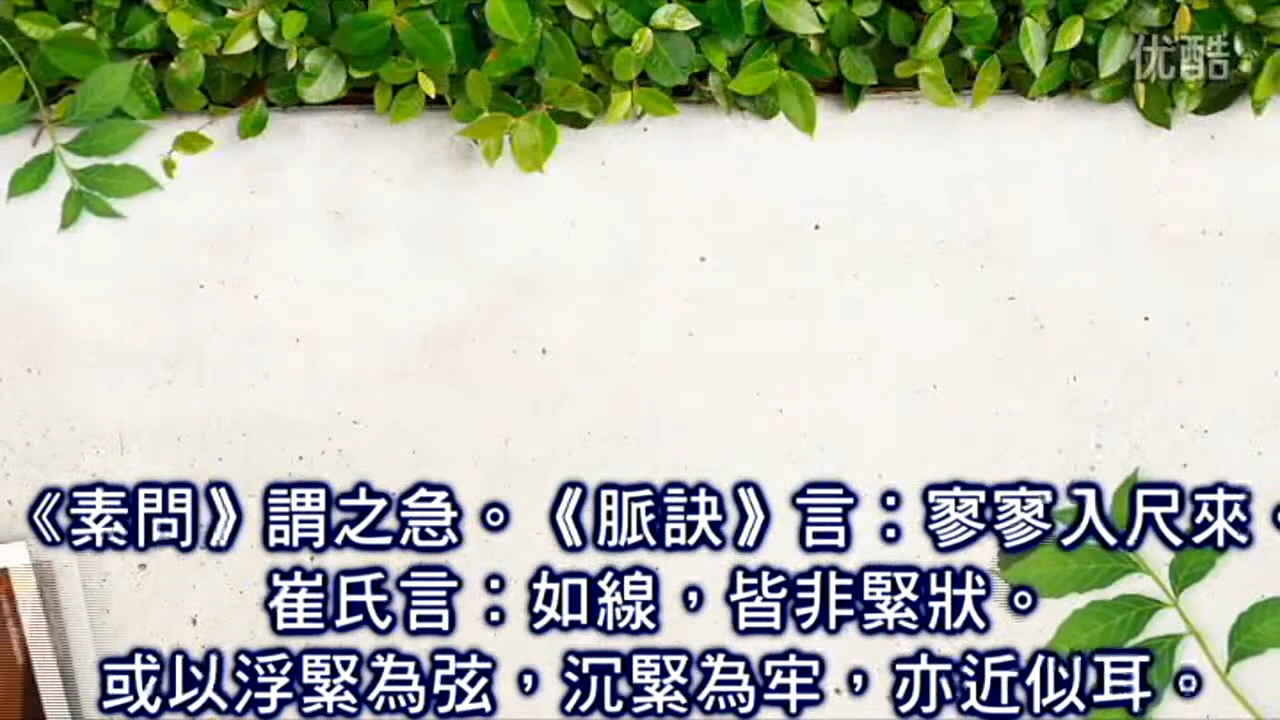 优酷
《素問》謂之急。《脈訣》言：寥寥入尺來。
崔氏言：如線，皆非緊狀。
或以浮緊為弦，沉緊為牢，亦近似耳。